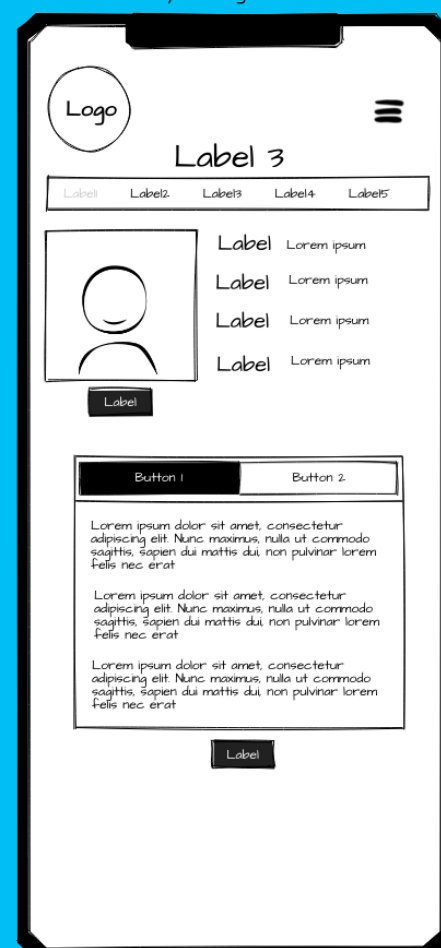 Logo
Label 3
Label1 Label2 Label3 Label4 Label5
Label Lorem ipsum
Label Lorem ipsum
Label Lorem ipsum
Label Lorem ipsum
Label
Button 1 Button 2
Lorem ipsum dolor sit amet, consectetur
adipiscing elit. Nunc maximus, nulla ut commodo
sagittis, sapien dui mattis dui, non pulvinar lorem
felis nec erat
Lorem ipsum dolor sit amet, consectetur
adipiscing elit. Nunc maximus, nulla ut commodo
sagittis, sapien dui mattis dui, non pulvinar lorem
felis nec erat
Lorem ipsum dolor sit amet, consectetur
adipiscing elit. Nunc maximus, nulla ut commodo
sagittis, sapien dui mattis dui, non pulvinar lorem
felis nec erat
Label